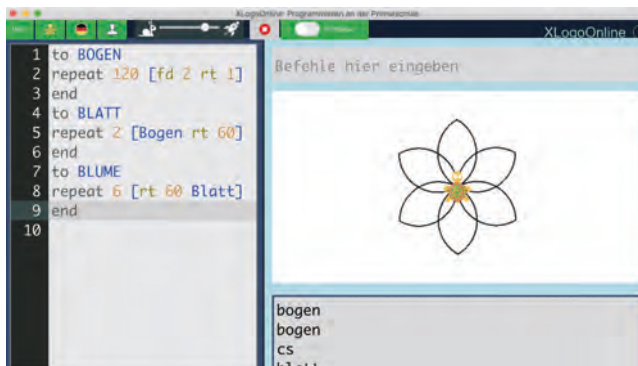 XLogoOnline Programmieren an der Primarschule
XLogoOnline
1 to BOGEN
2 repeat 120 [fd 2 rt 1]
3 end
4 to BLATT
5 repeat 2 [Bogen rt 60]
6 end
7 to BLUME
8 repeat 6 [rt 60 Blatt]
9 end
10
Befehle hier eingeben
bogen
bogen
cs
blatt